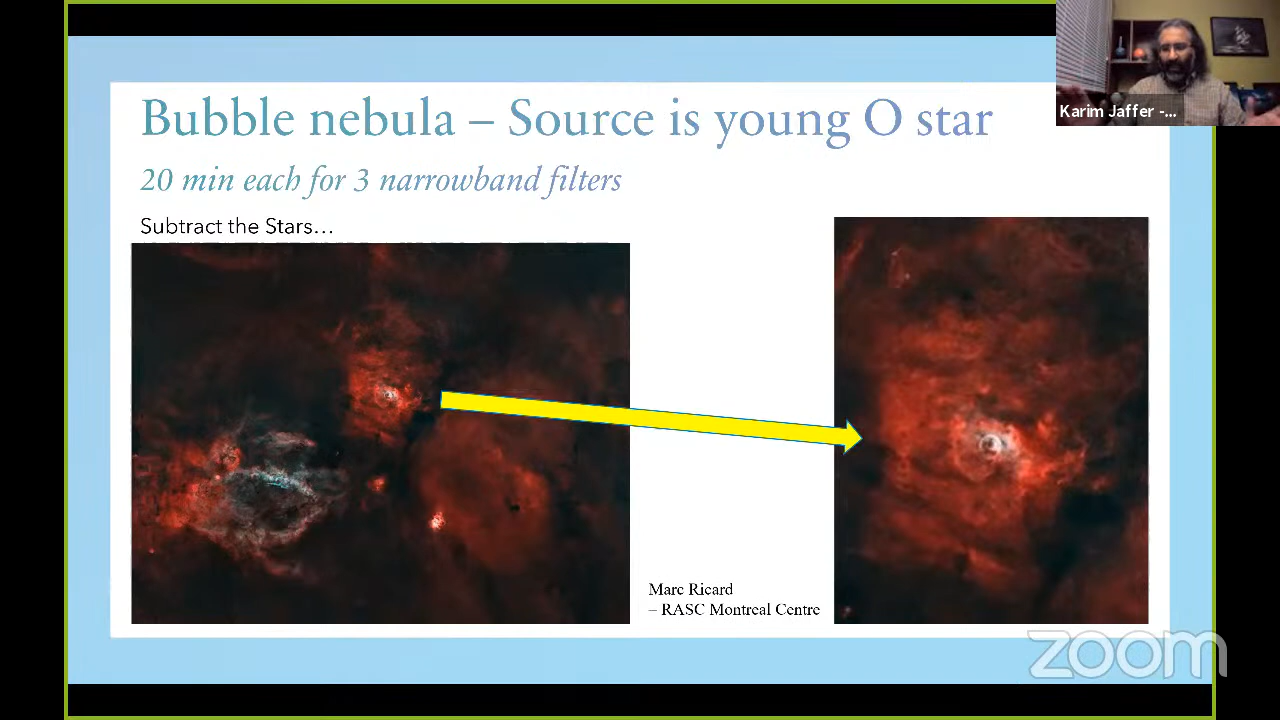 Bubble nebula – Source is young O star
20 min each for 3 narrowband filters
Subtract the Stars...
Marc Ricard
– RASC Montreal Centre
Karim Jaffer -...
zoom